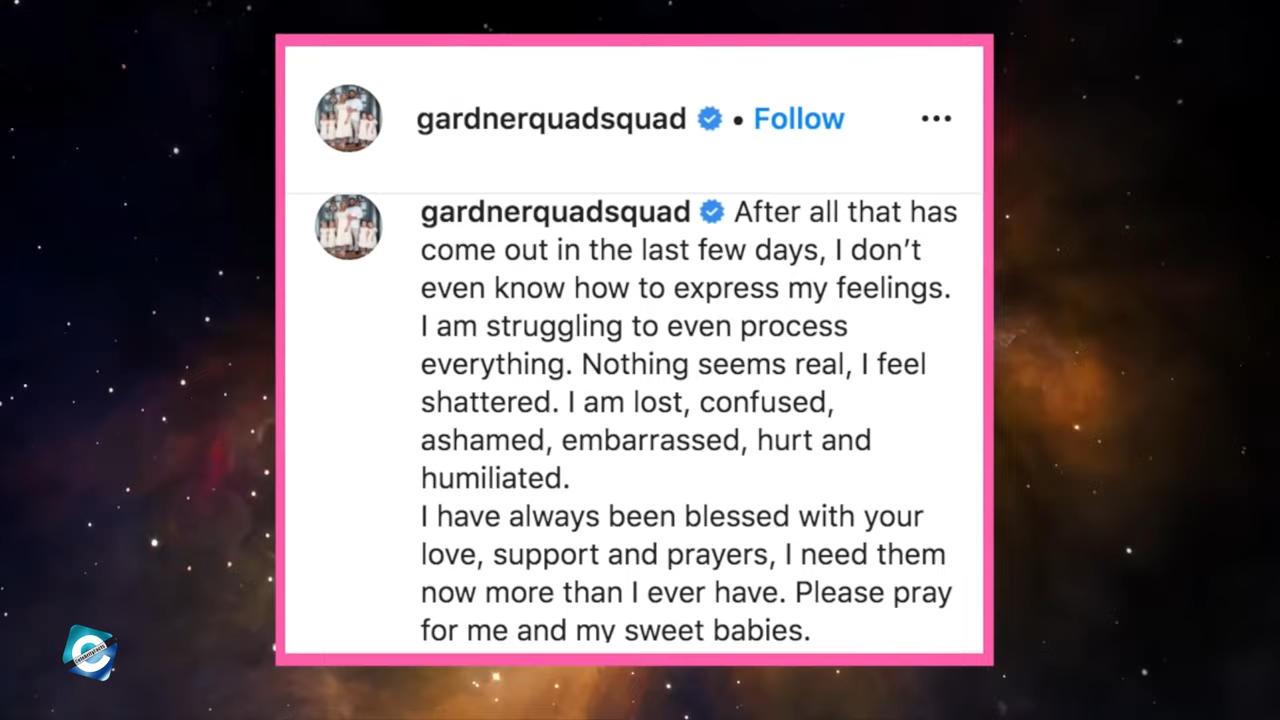 gardnerquadsquad • Follow
gardnerquadsquad After all that has
come out in the last few days, I don’t
even know how to express my feelings.
I am struggling to even process
everything. Nothing seems real, I feel
shattered. I am lost, confused,
ashamed, embarrassed, hurt and
humiliated.
I have always been blessed with your
love, support and prayers, I need them
now more than I ever have. Please pray
for me and my sweet babies.